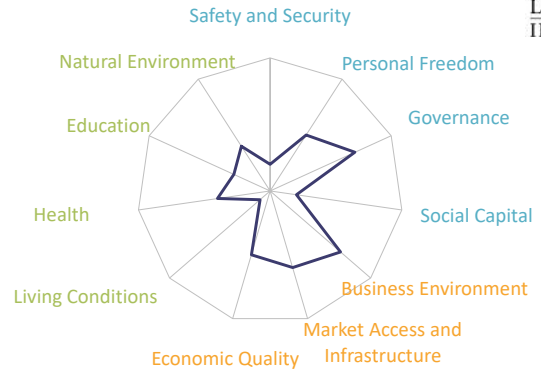 Safety and Security
Natural Environment
Personal Freedom
Education
Governance
Health
Social Capital
Living Conditions
Business Environment
Market Access and
Infrastructure
Economic Quality